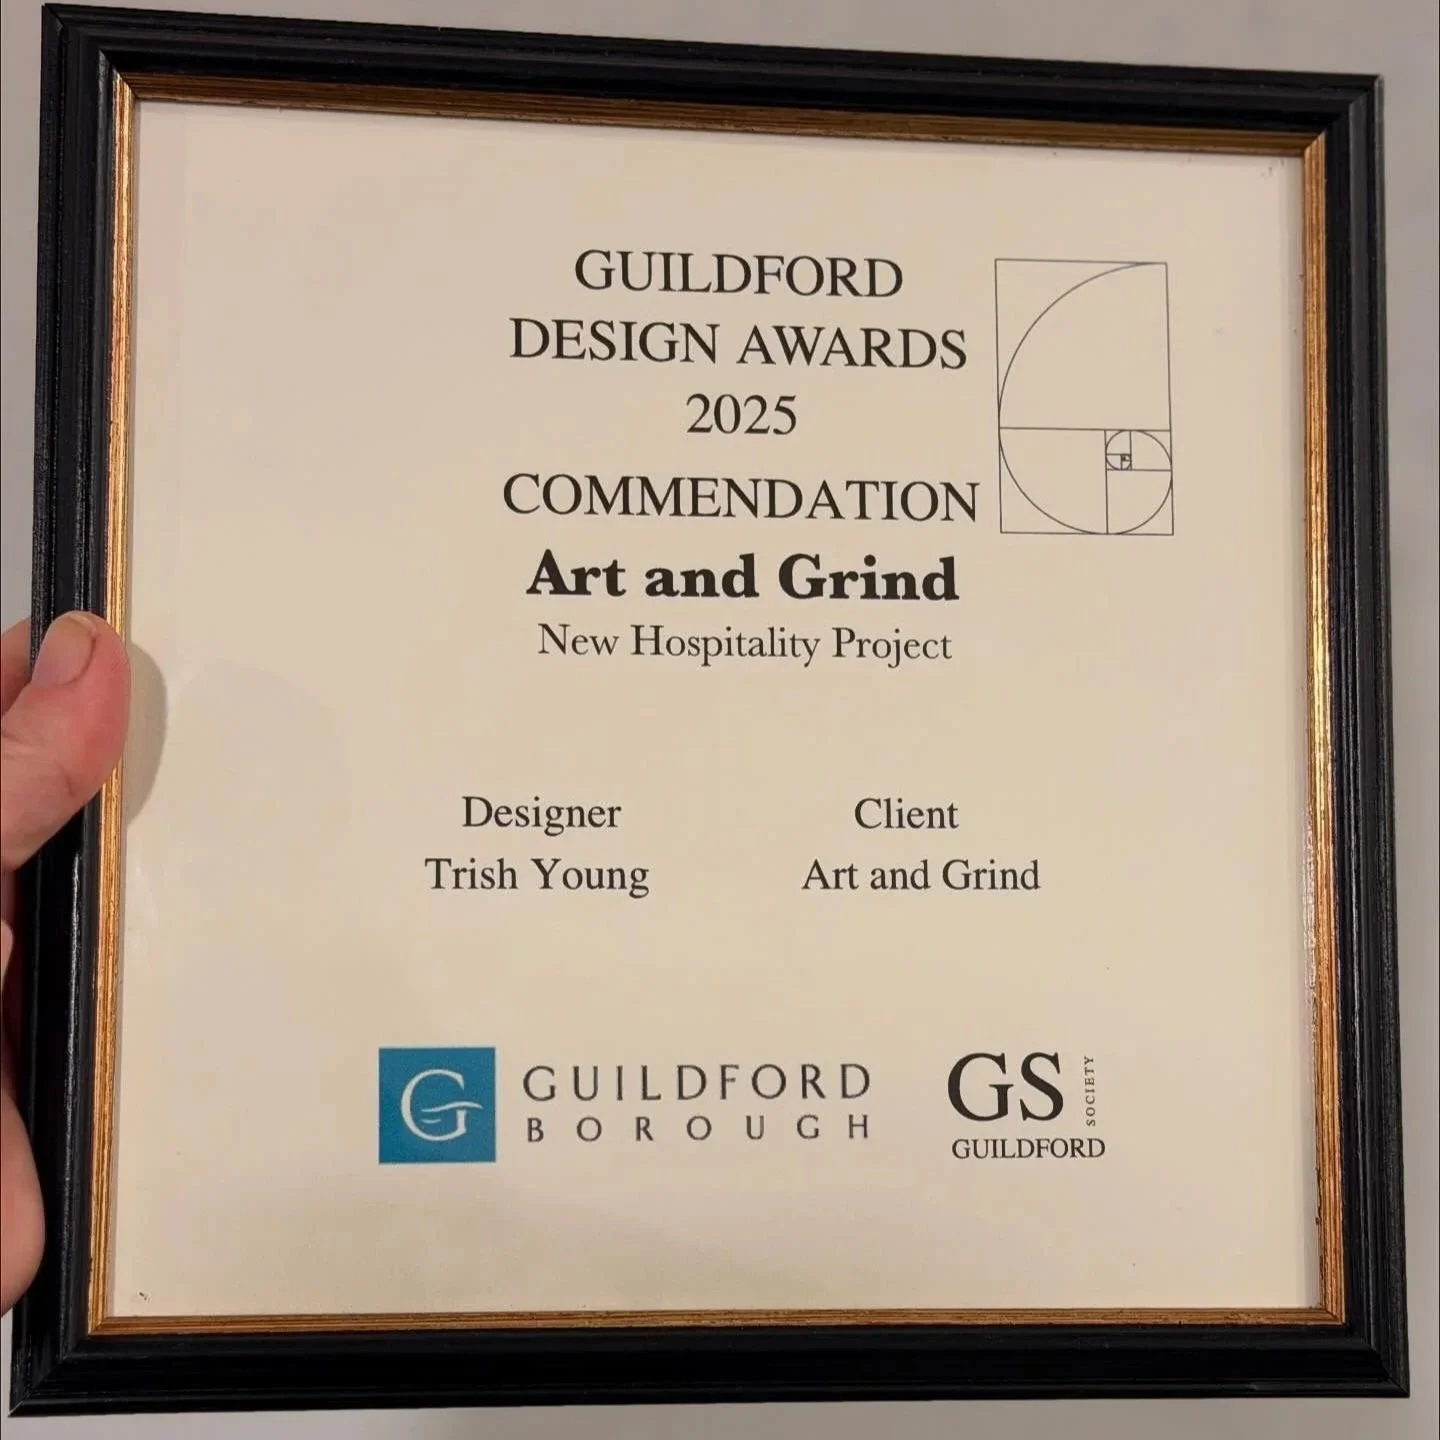 GUILDFORD
DESIGN AWARDS
2025
COMMENDATION
Art and Grind
New Hospitality Project
Designer
Trish Young
Client
Art and Grind
G
GUILDFORD
BOROUGH
GS
SOCIETY
GUILDFORD